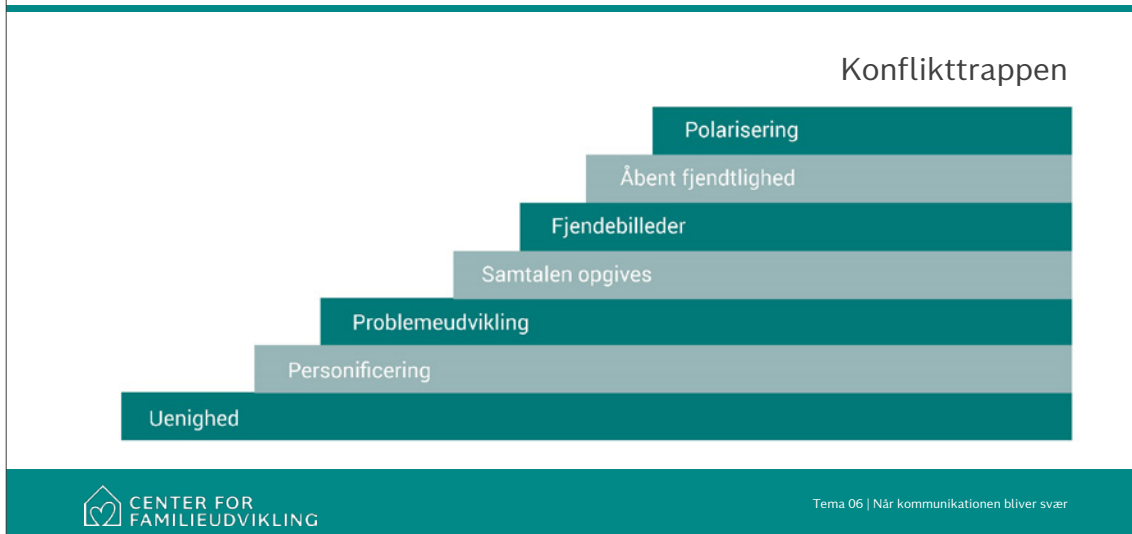 Konflikttrappen
Polarisering
Åbent fjendtlighed
Fjendebilleder
Samtalen opgives
Problemeudvikling
Personificering
Uenighed
CENTER FOR
FAMILIEUDVIKLING
Tema 06 | Når kommunikationen bliver svær